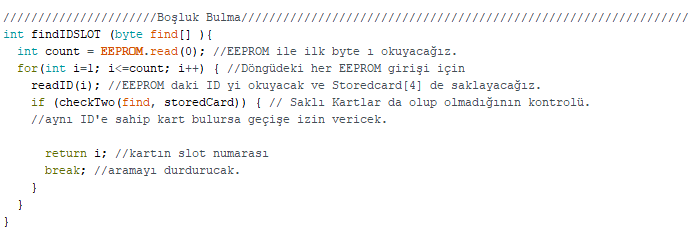 //////////////////////Boşluk Bulma////////////////////////////////////////////////////////////////
int findIDSLOT (byte find[] ){
  int count = EEPROM.read(0); //EEPROM ile ilk byte ı okuyacağız.
  for(int i=1; i<=count; i++) { //Döngüdeki her EEPROM girişi için
    readID(i); //EEPROM daki ID yi okuyacak ve Storedcard[4] de saklayacağız.
    if (checkTwo(find, storedCard)) { // Saklı Kartlar da olup olmadığının kontrolü.
    //aynı ID'e sahip kart bulursa geçişe izin vericek.
      return i; //kartın slot numarası
      break; //aramayı durdurucak.
    }
  }
}